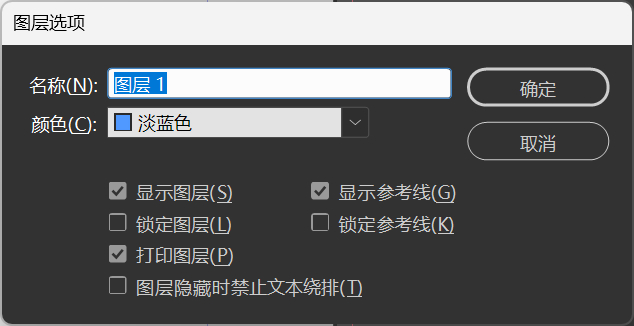 图层选项
名称(N): 图层 1 确定
颜色(C): 淡蓝色 取消
显示图层(S) 显示参考线(G)
锁定图层(L) 锁定参考线(K)
打印图层(P)
图层隐藏时禁止文本绕排(T)